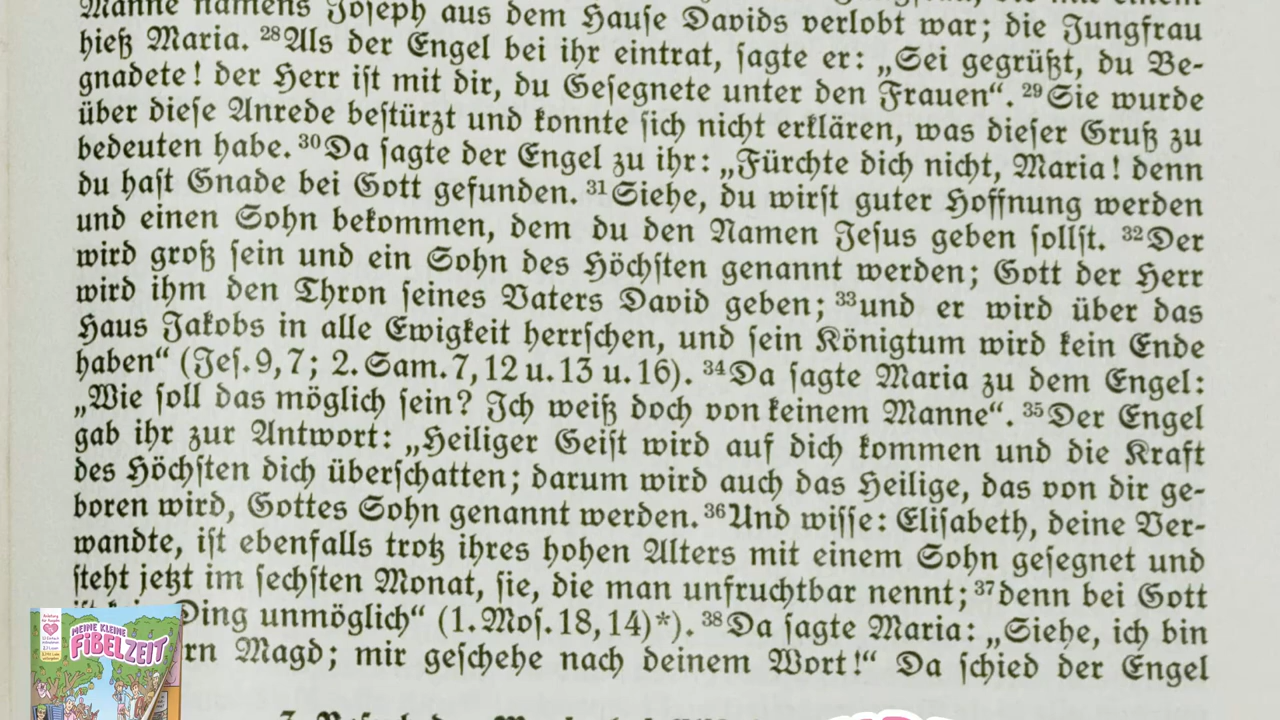 Manne namens Joſeph aus dem Hauſe Davids verlobt war; die Jungfrau
hieß Maria. ²⁸Als der Engel bei ihr eintrat, ſagte er: „Sei gegrüßt, du Be-
gnadete! der Herr iſt mit dir, du Geſegnete unter den Frauen“. ²⁹Sie wurde
über dieſe Anrede beſtürzt und konnte ſich nicht erklären, was dieſer Gruß zu
bedeuten habe. ³⁰Da ſagte der Engel zu ihr: „Fürchte dich nicht, Maria! denn
du haſt Gnade bei Gott gefunden. ³¹Siehe, du wirſt guter Hoffnung werden
und einen Sohn bekommen, dem du den Namen Jeſus geben ſollſt. ³²Der
wird groß ſein und ein Sohn des Höchſten genannt werden; Gott der Herr
wird ihm den Thron ſeines Vaters David geben; ³³und er wird über das
Haus Jakobs in alle Ewigkeit herrſchen, und ſein Königtum wird kein Ende
haben“ (Jeſ. 9, 7; 2. Sam. 7, 12 u. 13 u. 16). ³⁴Da ſagte Maria zu dem Engel:
„Wie ſoll das möglich ſein? Ich weiß doch von keinem Manne“. ³⁵Der Engel
gab ihr zur Antwort: „Heiliger Geiſt wird auf dich kommen und die Kraft
des Höchſten dich überſchatten; darum wird auch das Heilige, das von dir ge-
boren wird, Gottes Sohn genannt werden. ³⁶Und wiſſe: Eliſabeth, deine Ver-
wandte, iſt ebenfalls trotz ihres hohen Alters mit einem Sohn geſegnet und
ſteht jetzt im ſechſten Monat, ſie, die man unfruchtbar nennt; ³⁷denn bei Gott
Ding unmöglich“ (1. Moſ. 18, 14)*). ³⁸Da ſagte Maria: „Siehe, ich bin
rn Magd; mir geſchehe nach deinem Wort!“ Da ſchied der Engel
MEINE KLEINE
FIBELZEIT